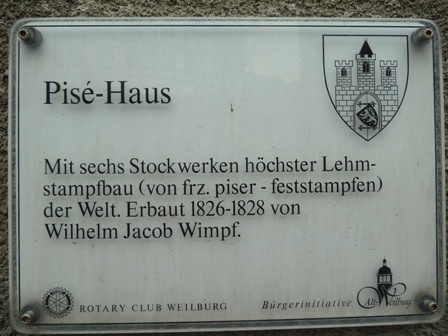 Pisé-Haus
Mit sechs Stockwerken höchster Lehm-
stampfbau (von frz. piser - feststampfen)
der Welt. Erbaut 1826-1828 von
Wilhelm Jacob Wimpf.
ROTARY CLUB WEILBURG
Bürgerinitiative Alt-Weilburg